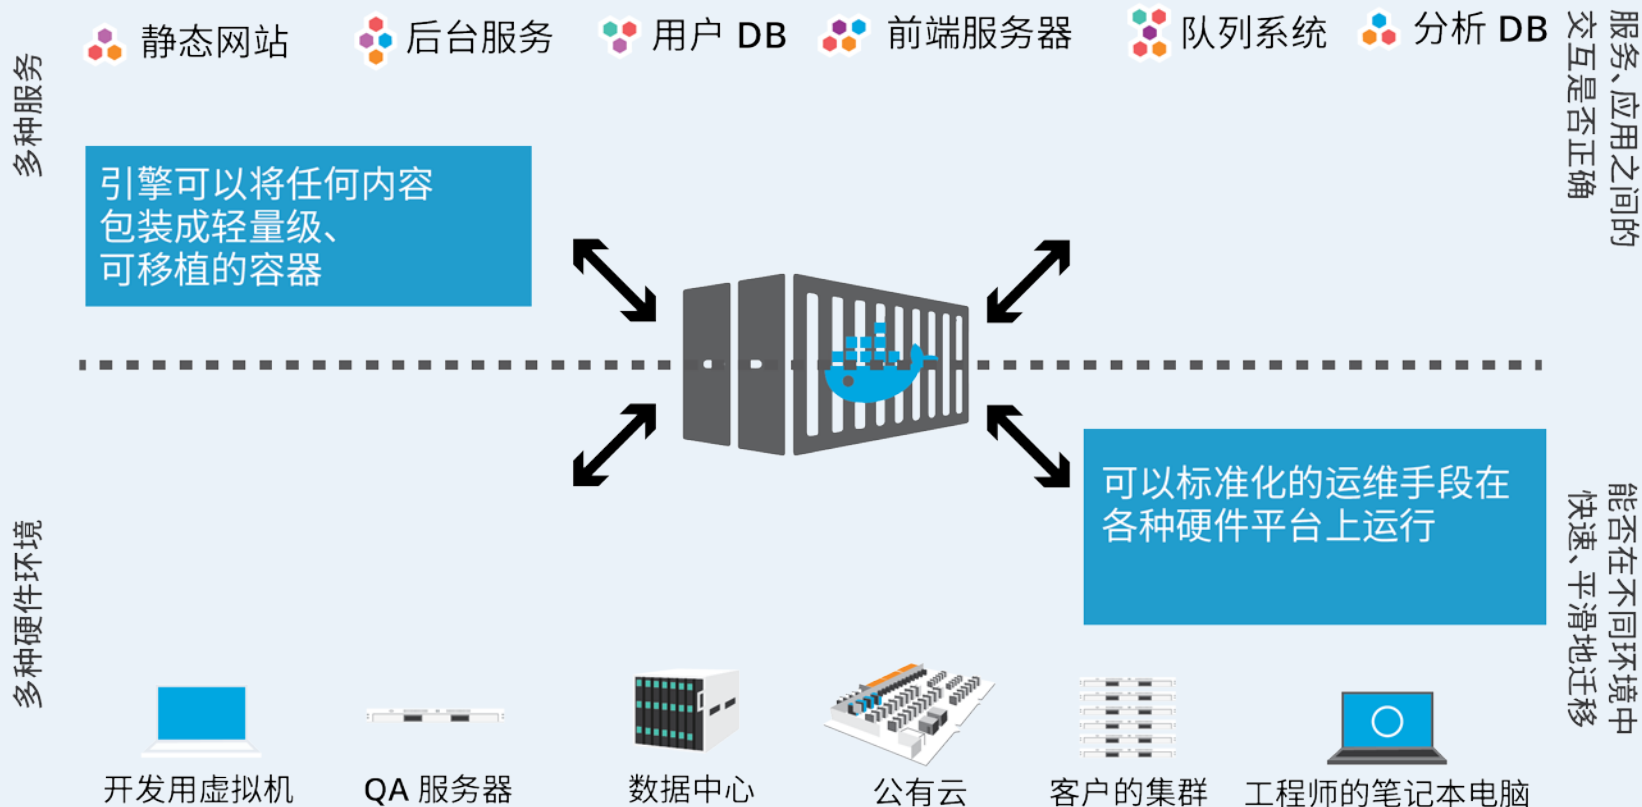 静态网站
后台服务
用户 DB
前端服务器
队列系统
分析 DB
多种服务
服务、应用之间的
交互是否正确
引擎可以将任何内容
包装成轻量级、
可移植的容器
可以标准化的运维手段在
各种硬件平台上运行
多种硬件环境
能否在不同环境中
快速、平滑地迁移
开发用虚拟机
QA 服务器
数据中心
公有云
客户的集群
工程师的笔记本电脑